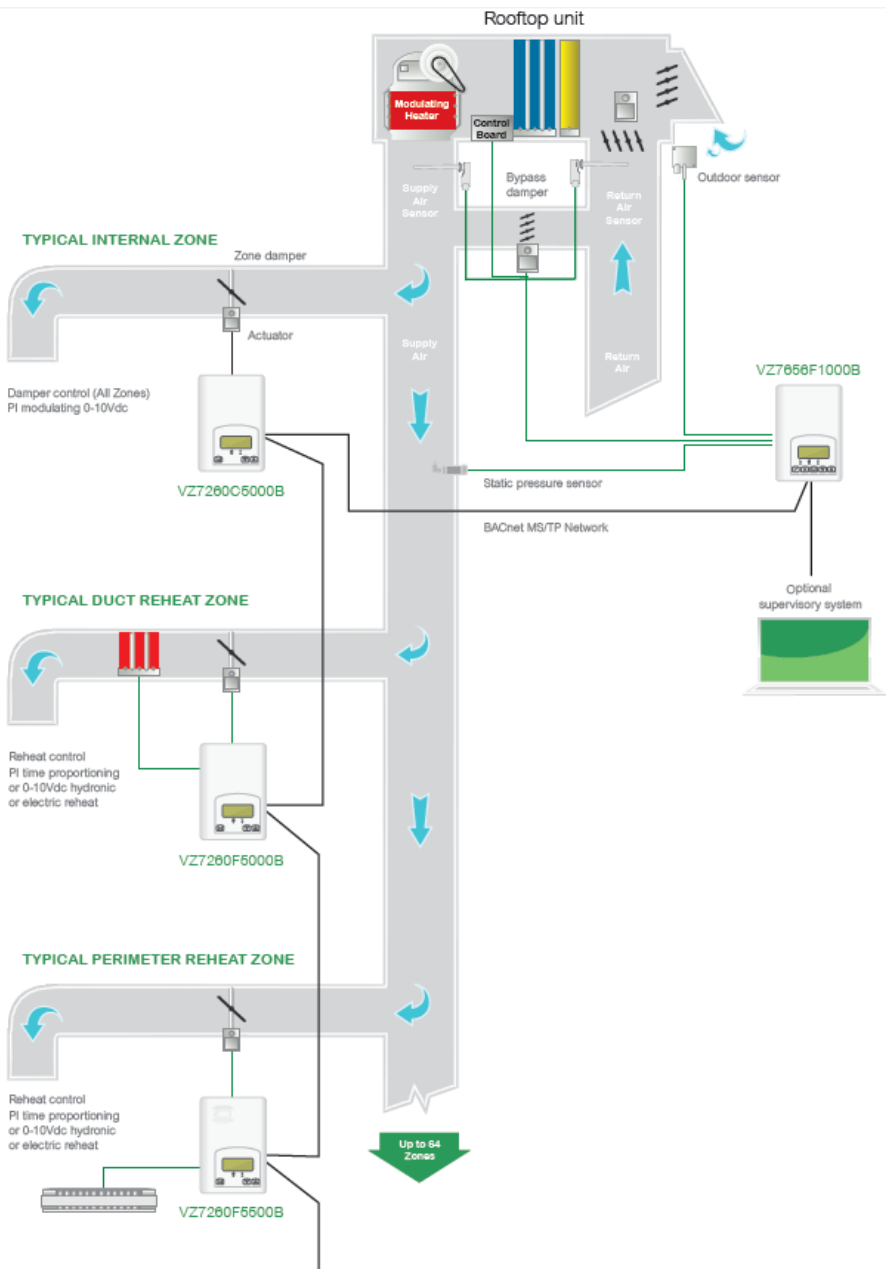 Rooftop unit
Modulating
Heater
Control
Board
Supply
Air
Sensor
Bypass
damper
Return
Air
Sensor
Outdoor sensor
TYPICAL INTERNAL ZONE
Zone damper
Actuator
Supply
Air
Return
Air
VZ7656F1000B
Damper control (All Zones)
PI modulating 0-10Vdc
VZ7260C5000B
Static pressure sensor
BACnet MS/TP Network
Optional
supervisory system
TYPICAL DUCT REHEAT ZONE
Reheat control
PI time proportioning
or 0-10Vdc hydronic
or electric reheat
VZ7260F5000B
TYPICAL PERIMETER REHEAT ZONE
Reheat control
PI time proportioning
or 0-10Vdc hydronic
or electric reheat
Up to 64
Zones
VZ7260F5500B